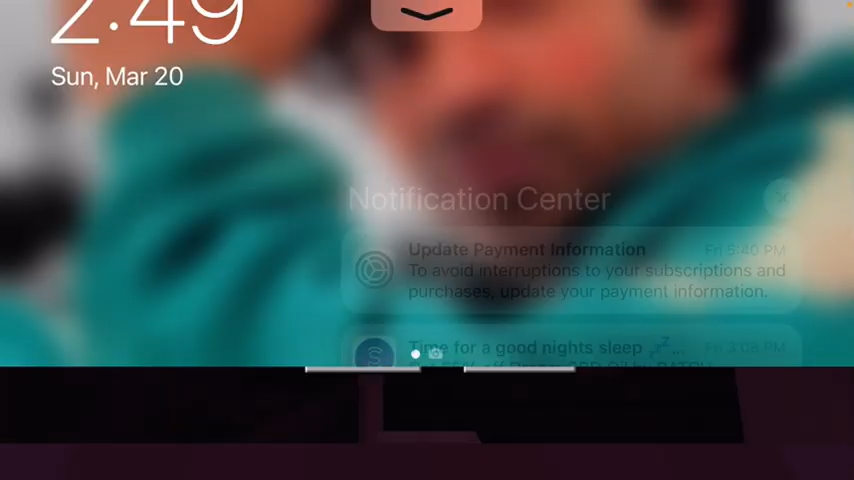 2:49
Sun, Mar 20
Notification Center
Update Payment Information
Fri 5:40 PM
To avoid interruptions to your subscriptions and
purchases, update your payment information.
Time for a good nights sleep 💤...
Fri 3:06 PM